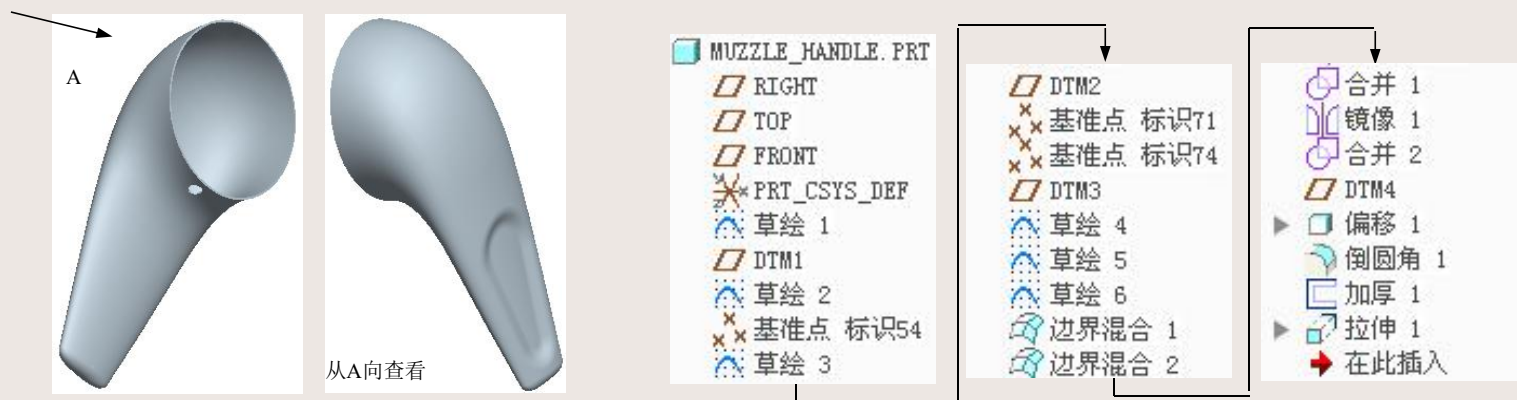 A
从A向查看
MUZZLE_HANDLE.PRT
RIGHT
TOP
FRONT
PRT_CSYS_DEF
草绘 1
DTM1
草绘 2
基准点 标识54
草绘 3
DTM2
基准点 标识71
基准点 标识74
DTM3
草绘 4
草绘 5
草绘 6
边界混合 1
边界混合 2
合并 1
镜像 1
合并 2
DTM4
偏移 1
倒圆角 1
加厚 1
拉伸 1
在此插入